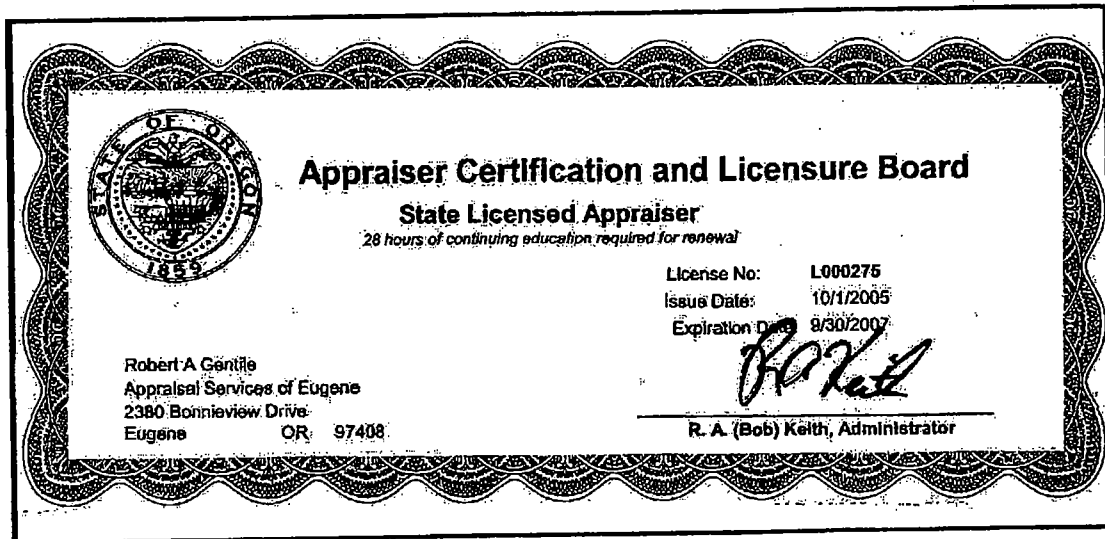 STATE OF OREGON
1859
Appraiser Certification and Licensure Board
State Licensed Appraiser
28 hours of continuing education required for renewal
License No: L000275
Issue Date: 10/1/2005
Expiration Date: 9/30/2007
Robert A Gentile
Appraisal Services of Eugene
2380 Bonnieview Drive
Eugene OR 97408
R A Keith
R. A. (Bob) Keith, Administrator